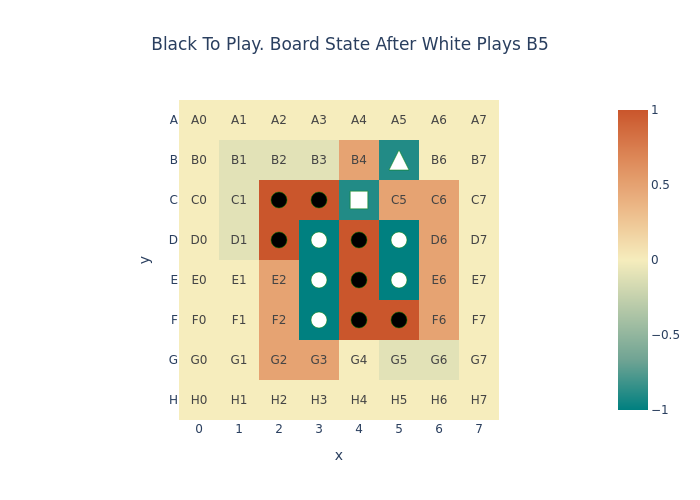 Black To Play. Board State After White Plays B5
A A0 A1 A2 A3 A4 A5 A6 A7
B B0 B1 B2 B3 B4 B6 B7
C C0 C1 C5 C6 C7
D D0 D1 D6 D7
E E0 E1 E2 E6 E7
F F0 F1 F2 F6 F7
G G0 G1 G2 G3 G4 G5 G6 G7
H H0 H1 H2 H3 H4 H5 H6 H7
0 1 2 3 4 5 6 7
x
y
1
0.5
0
−0.5
−1